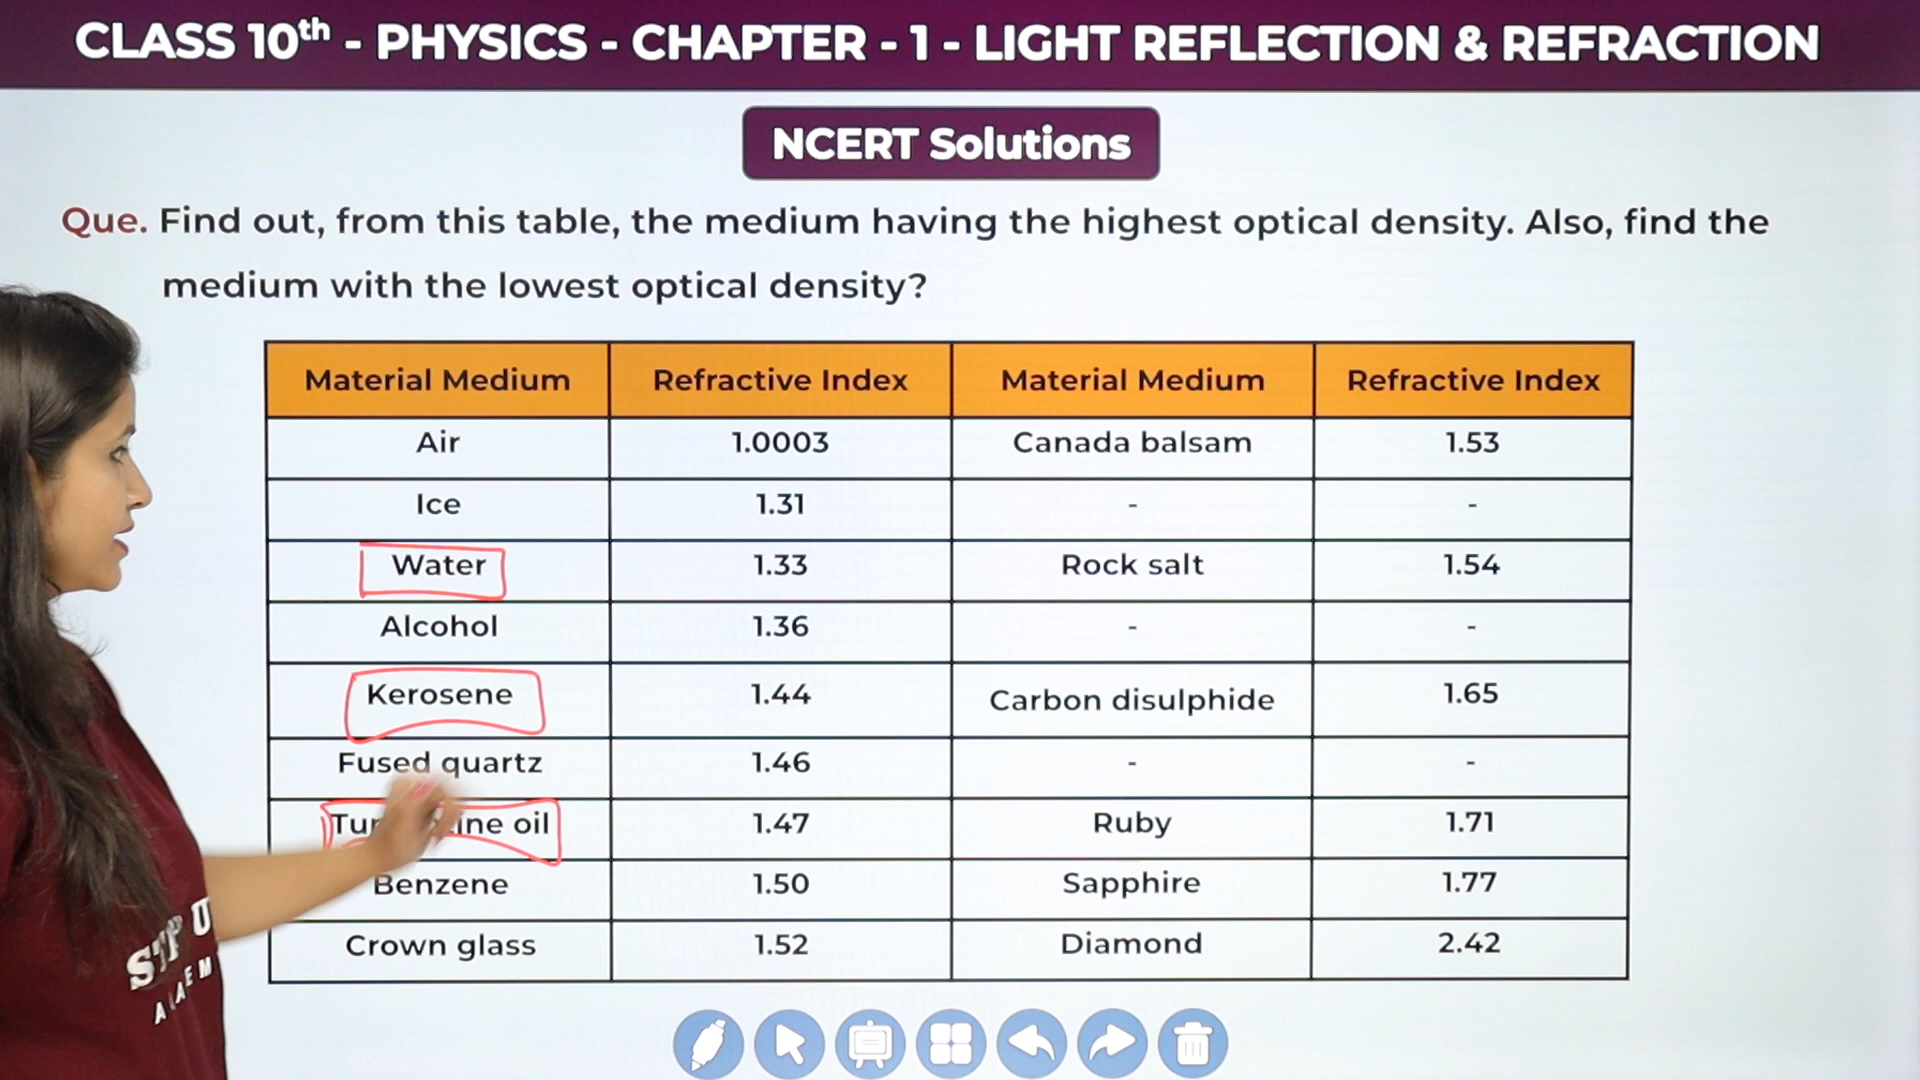 CLASS 10th - PHYSICS - CHAPTER - 1 - LIGHT REFLECTION & REFRACTION
NCERT Solutions
Que. Find out, from this table, the medium having the highest optical density. Also, find the
medium with the lowest optical density?
Material Medium Refractive Index Material Medium Refractive Index
Air 1.0003 Canada balsam 1.53
Ice 1.31 - -
Water 1.33 Rock salt 1.54
Alcohol 1.36 - -
Kerosene 1.44 Carbon disulphide 1.65
Fused quartz 1.46 - -
oil 1.47 Ruby 1.71
Benzene 1.50 Sapphire 1.77
Crown glass 1.52 Diamond 2.42